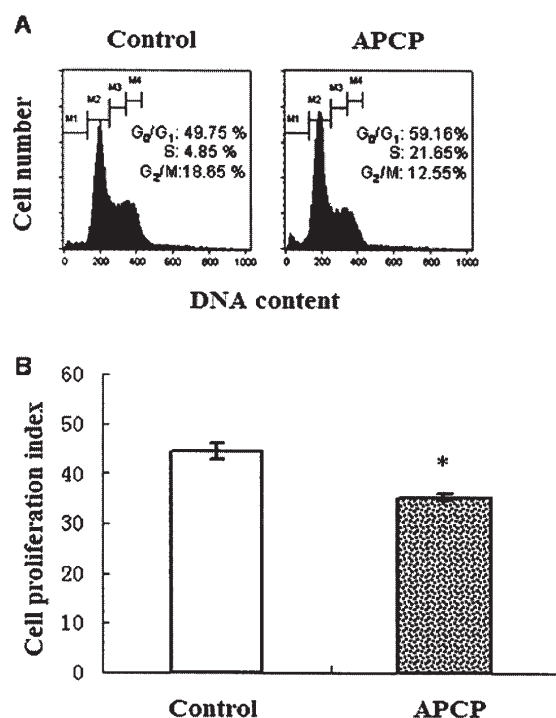 A
Control
APCP
Cell number
M1 M2 M3 M4
G0/G1: 49.75 %
S: 4.85 %
G2/M:18.65 %
0 200 400 600 800 1000
M1 M2 M3 M4
G0/G1: 59.16%
S: 21.65%
G2/M: 12.55%
0 200 400 600 800 1000
DNA content
B
Cell proliferation index
60
50
40
30
20
10
0
*
Control
APCP